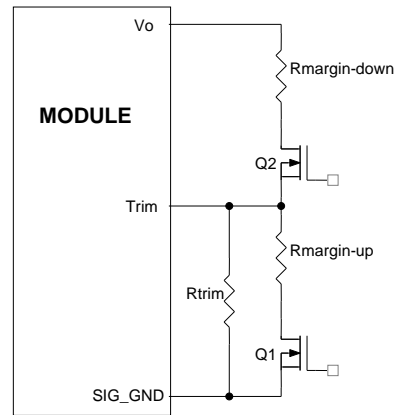 Vo
Rmargin-down
MODULE
Q2
Trim
Rmargin-up
Rtrim
Q1
SIG_GND